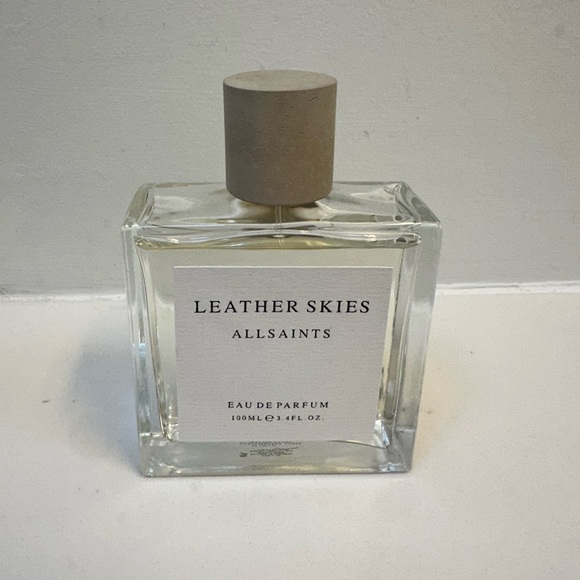 LEATHER SKIES
ALLSAINTS
EAU DE PARFUM
100ML ℮ 3.4FL.OZ.